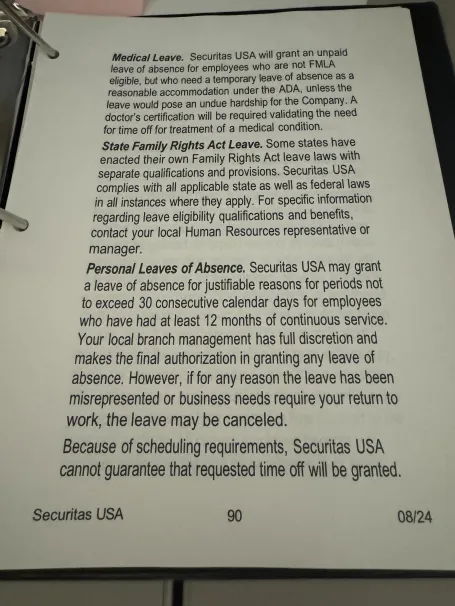 Medical Leave. Securitas USA will grant an unpaid
leave of absence for employees who are not FMLA
eligible, but who need a temporary leave of absence as a
reasonable accommodation under the ADA, unless the
leave would pose an undue hardship for the Company. A
doctor's certification will be required validating the need
for time off for treatment of a medical condition.
State Family Rights Act Leave. Some states have
enacted their own Family Rights Act leave laws with
separate qualifications and provisions. Securitas USA
complies with all applicable state as well as federal laws
in all instances where they apply. For specific information
regarding leave eligibility qualifications and benefits,
contact your local Human Resources representative or
manager.
Personal Leaves of Absence. Securitas USA may grant
a leave of absence for justifiable reasons for periods not
to exceed 30 consecutive calendar days for employees
who have had at least 12 months of continuous service.
Your local branch management has full discretion and
makes the final authorization in granting any leave of
absence. However, if for any reason the leave has been
misrepresented or business needs require your return to
work, the leave may be canceled.
Because of scheduling requirements, Securitas USA
cannot guarantee that requested time off will be granted.
Securitas USA 90 08/24